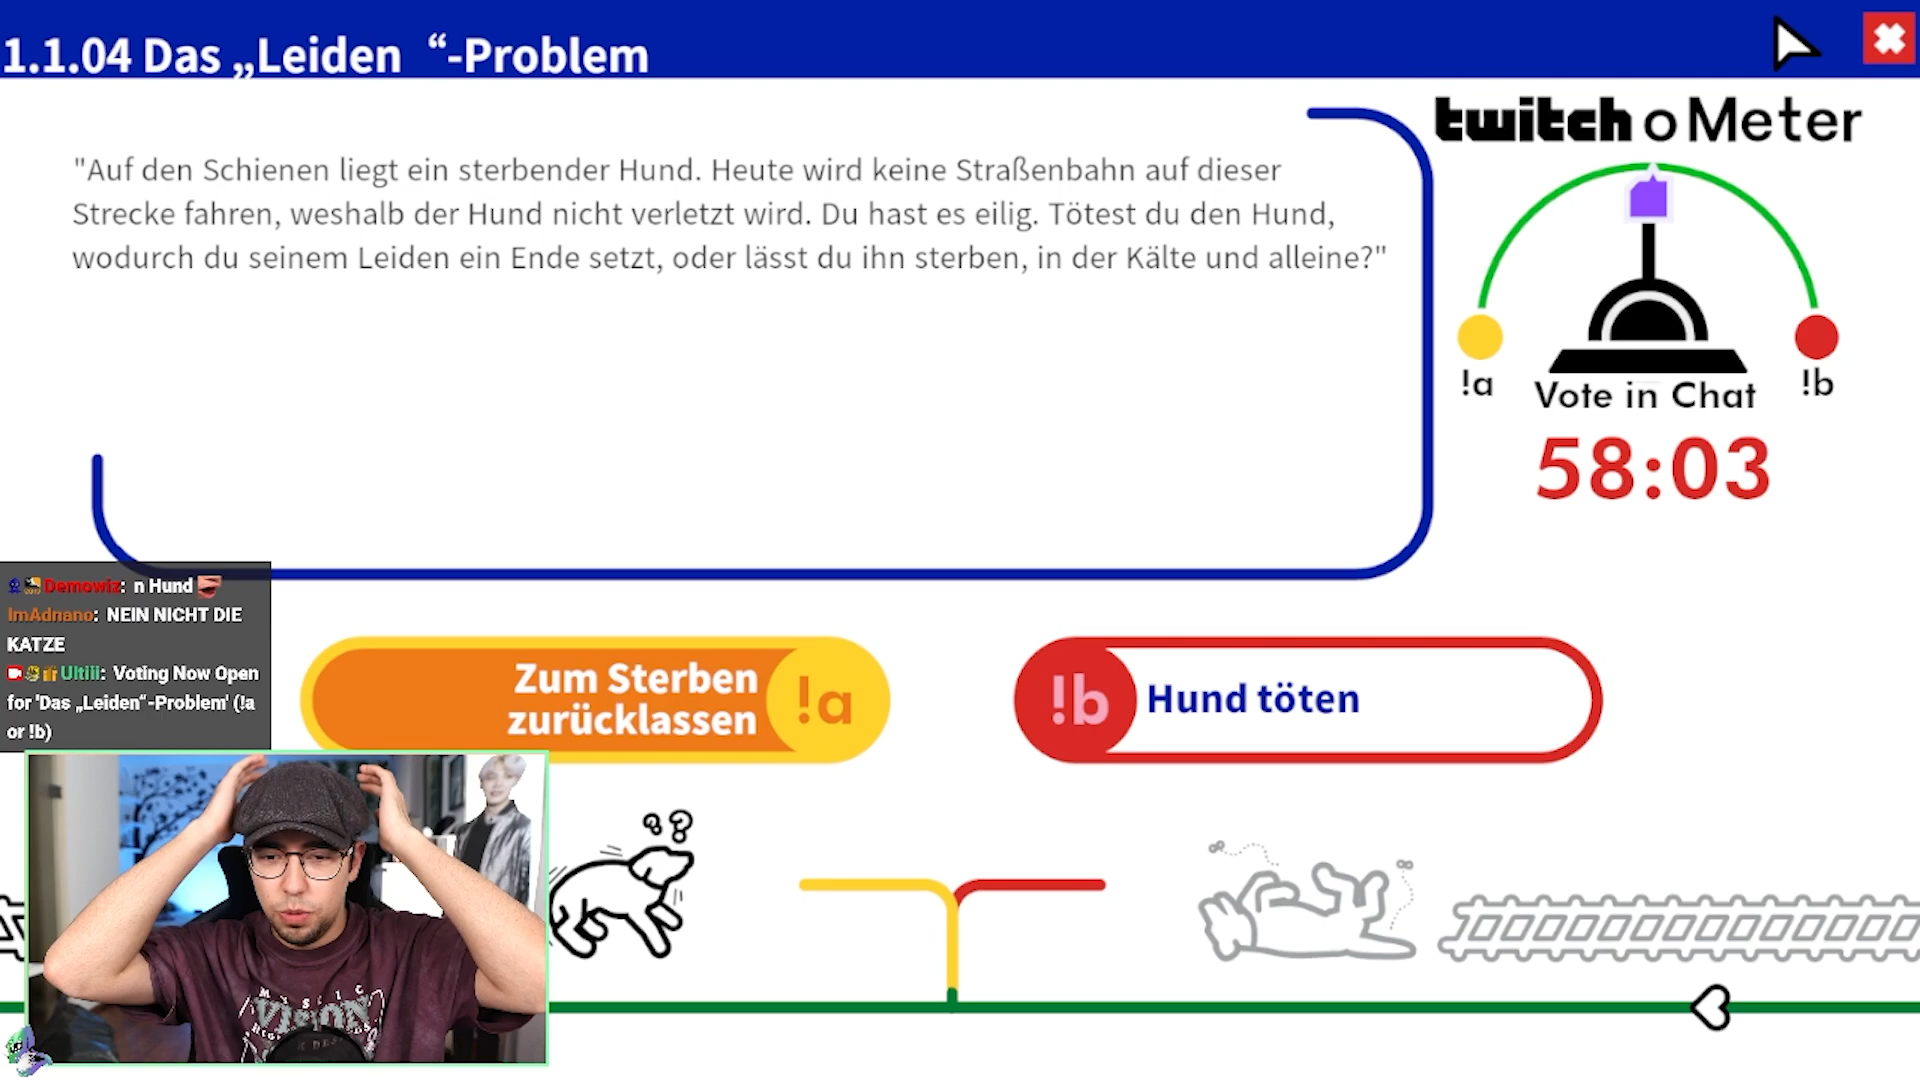 1.1.04 Das „Leiden “-Problem
"Auf den Schienen liegt ein sterbender Hund. Heute wird keine Straßenbahn auf dieser
Strecke fahren, weshalb der Hund nicht verletzt wird. Du hast es eilig. Tötest du den Hund,
wodurch du seinem Leiden ein Ende setzt, oder lässt du ihn sterben, in der Kälte und alleine?"
twitch o Meter
!a
!b
Vote in Chat
58:03
Demowiz: n Hund
ImAdnano: NEIN NICHT DIE
KATZE
Ultiii: Voting Now Open
for 'Das „Leiden“-Problem' (!a
or !b)
Zum Sterben
zurücklassen
!a
!b
Hund töten
??
VISION